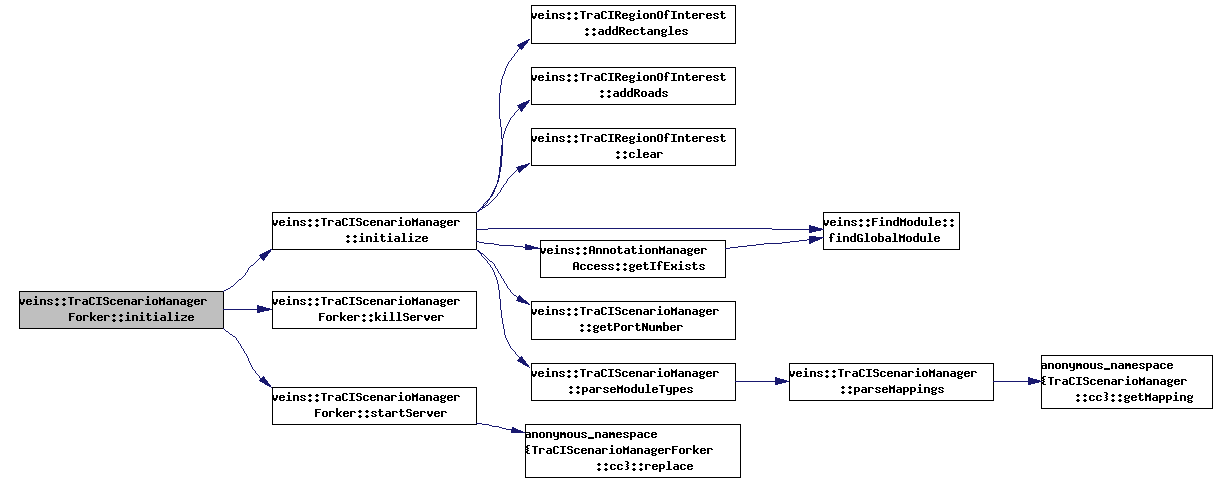 veins::TraCIRegionOfInterest
::addRectangles
veins::TraCIRegionOfInterest
::addRoads
veins::TraCIRegionOfInterest
::clear
veins::TraCIScenarioManager
::initialize
veins::FindModule::
findGlobalModule
veins::AnnotationManager
Access::getIfExists
veins::TraCIScenarioManager
Forker::initialize
veins::TraCIScenarioManager
Forker::killServer
veins::TraCIScenarioManager
::getPortNumber
veins::TraCIScenarioManager
::parseModuleTypes
veins::TraCIScenarioManager
::parseMappings
anonymous_namespace
{TraCIScenarioManager
::cc}::getMapping
veins::TraCIScenarioManager
Forker::startServer
anonymous_namespace
{TraCIScenarioManagerForker
::cc}::replace